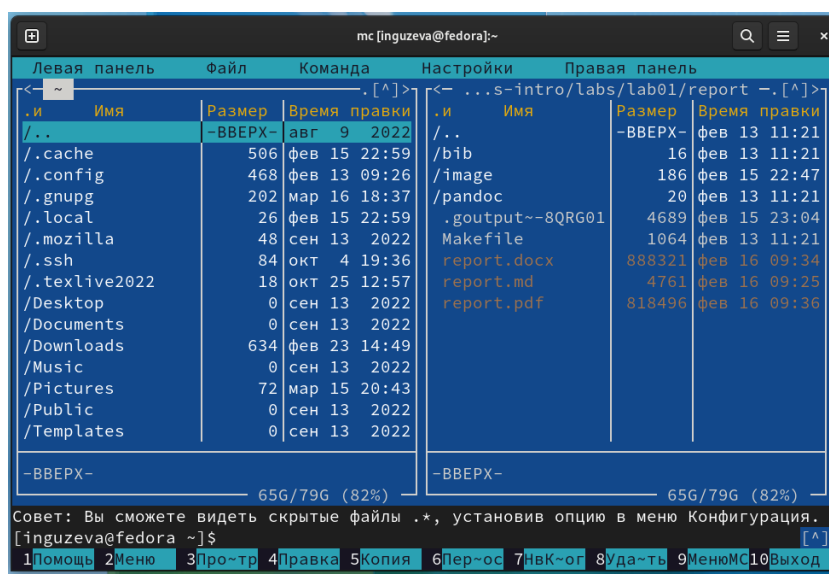 mc [inguzeva@fedora]:~
Левая панель Файл Команда Настройки Правая панель
<— ~ .[^]>
.и Имя Размер Время правки
/.. -ВВЕРХ- авг 9 2022
/.cache 506 фев 15 22:59
/.config 468 фев 13 09:26
/.gnupg 202 мар 16 18:37
/.local 26 фев 15 22:59
/.mozilla 48 сен 13 2022
/.ssh 84 окт 4 19:36
/.texlive2022 18 окт 25 12:57
/Desktop 0 сен 13 2022
/Documents 0 сен 13 2022
/Downloads 634 фев 23 14:49
/Music 0 сен 13 2022
/Pictures 72 мар 15 20:43
/Public 0 сен 13 2022
/Templates 0 сен 13 2022
-ВВЕРХ-
65G/79G (82%)
<— ...s-intro/labs/lab01/report —.[^]>
.и Имя Размер Время правки
/.. -ВВЕРХ- фев 13 11:21
/bib 16 фев 13 11:21
/image 186 фев 15 22:47
/pandoc 20 фев 13 11:21
.goutput~-8QRG01 4689 фев 15 23:04
Makefile 1064 фев 13 11:21
report.docx 888321 фев 16 09:34
report.md 4761 фев 16 09:25
report.pdf 818496 фев 16 09:36
-ВВЕРХ-
65G/79G (82%)
Совет: Вы сможете видеть скрытые файлы .*, установив опцию в меню Конфигурация.
[inguzeva@fedora ~]$ [^]
1Помощь 2Меню 3Про~тр 4Правка 5Копия 6Пер~ос 7НвК~ог 8Уда~ть 9МенюMC 10Выход